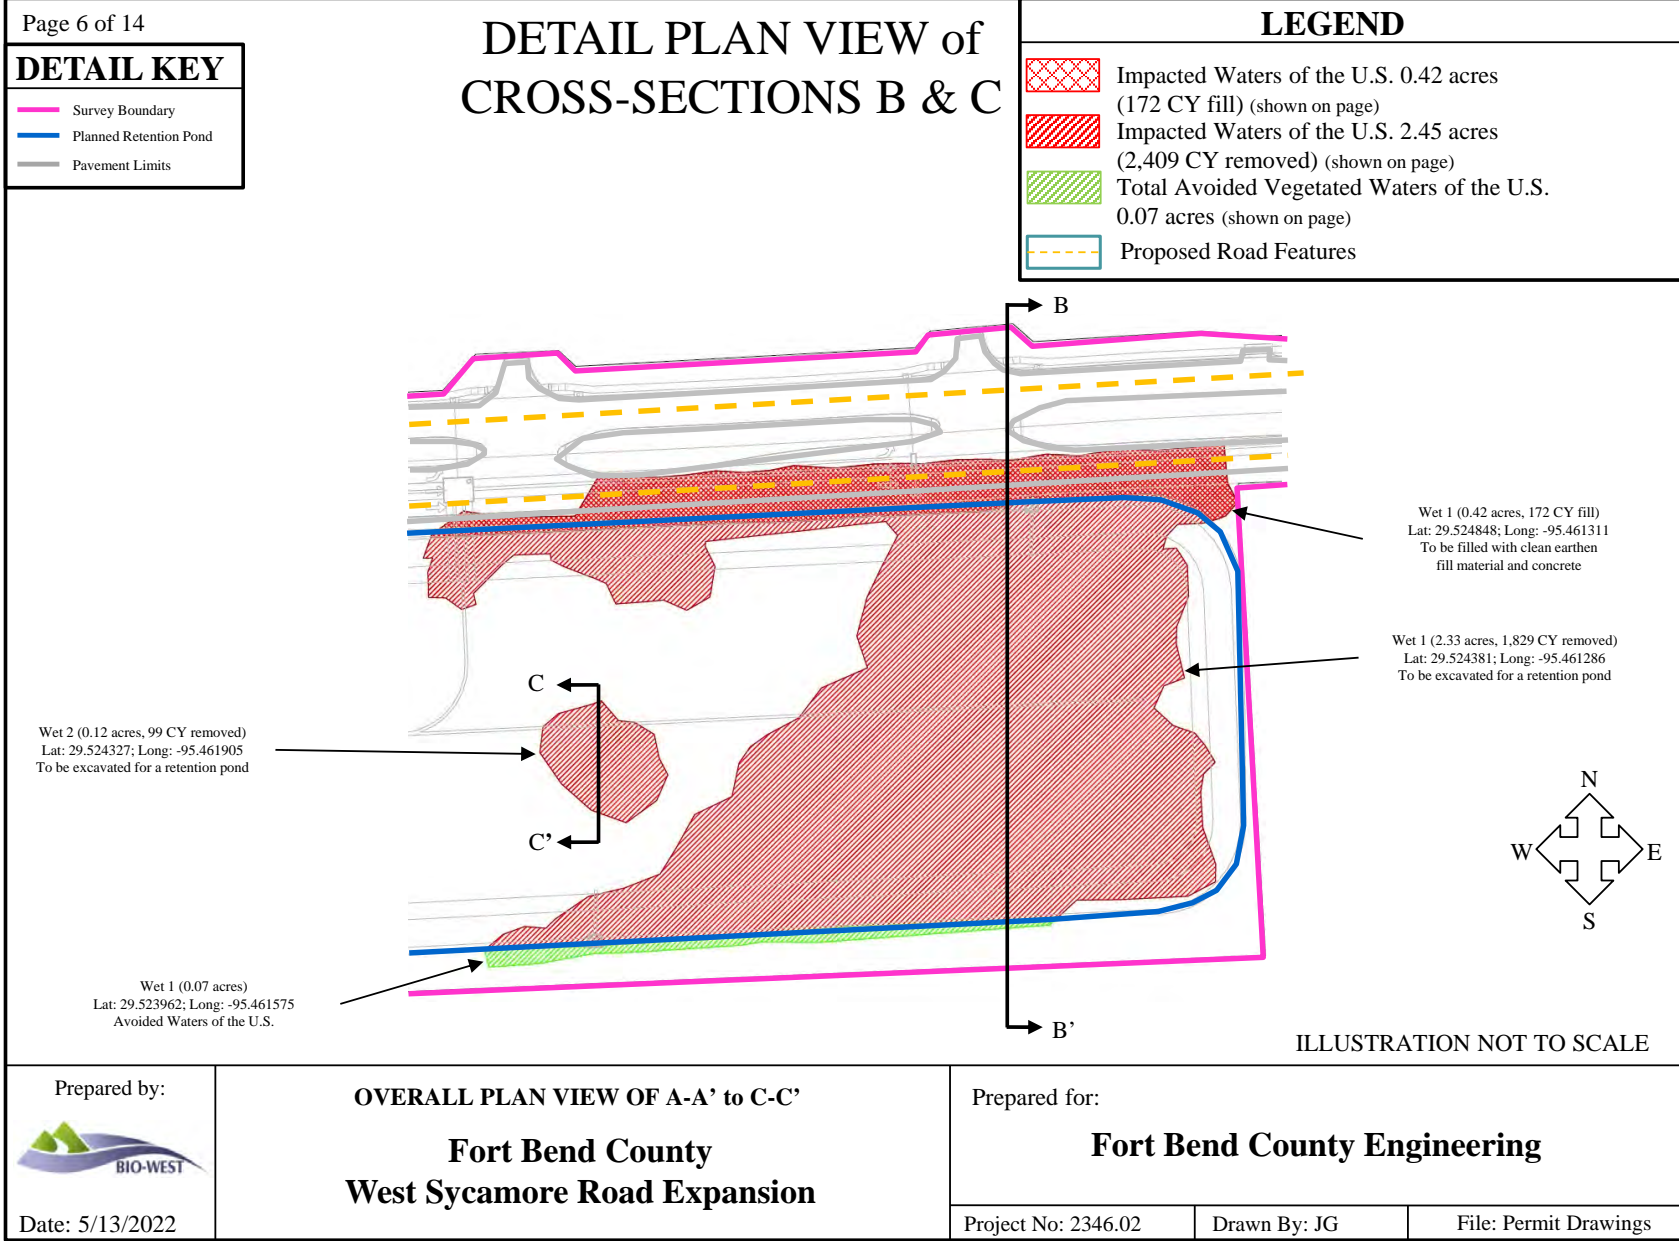 Page 6 of 14
DETAIL KEY
Survey Boundary
Planned Retention Pond
Pavement Limits
DETAIL PLAN VIEW of
CROSS-SECTIONS B & C
LEGEND
Impacted Waters of the U.S. 0.42 acres
(172 CY fill) (shown on page)
Impacted Waters of the U.S. 2.45 acres
(2,409 CY removed) (shown on page)
Total Avoided Vegetated Waters of the U.S.
0.07 acres (shown on page)
Proposed Road Features
B
Wet 1 (0.42 acres, 172 CY fill)
Lat: 29.524848; Long: -95.461311
To be filled with clean earthen
fill material and concrete
Wet 1 (2.33 acres, 1,829 CY removed)
Lat: 29.524381; Long: -95.461286
To be excavated for a retention pond
C
Wet 2 (0.12 acres, 99 CY removed)
Lat: 29.524327; Long: -95.461905
To be excavated for a retention pond
C’
N
W
E
S
Wet 1 (0.07 acres)
Lat: 29.523962; Long: -95.461575
Avoided Waters of the U.S.
B’
ILLUSTRATION NOT TO SCALE
Prepared by:
BIO-WEST
Date: 5/13/2022
OVERALL PLAN VIEW OF A-A’ to C-C’
Fort Bend County
West Sycamore Road Expansion
Prepared for:
Fort Bend County Engineering
Project No: 2346.02
Drawn By: JG
File: Permit Drawings